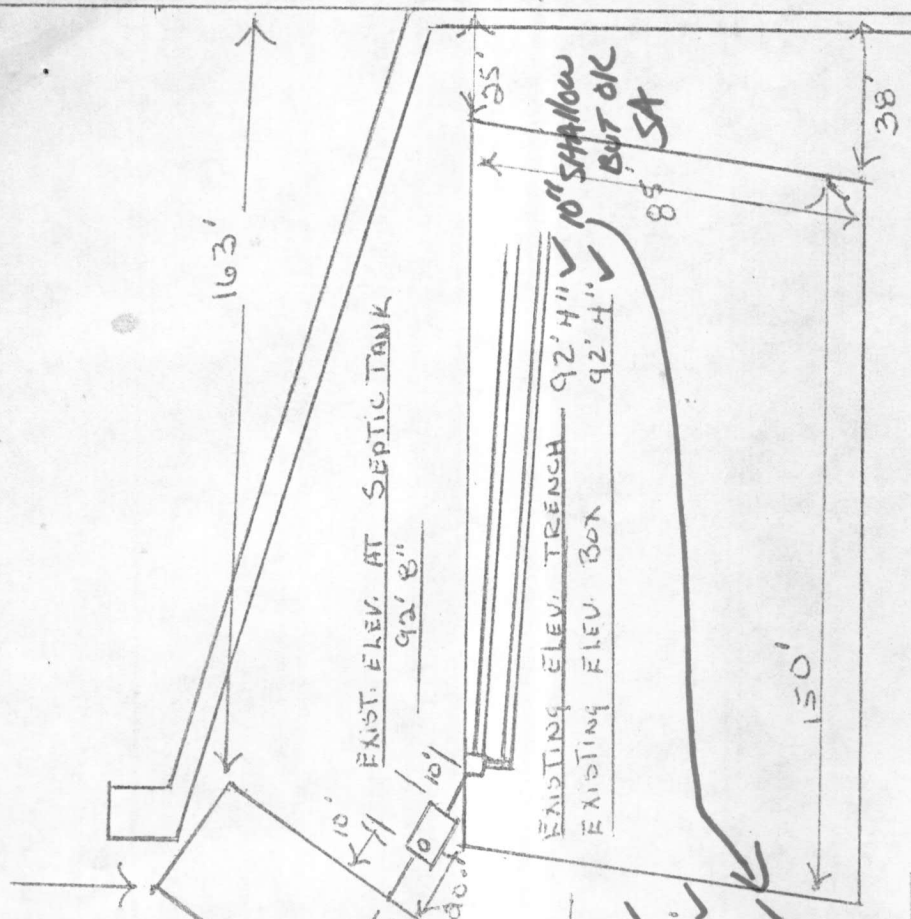 163'
25'
38'
10" SHALLOW
BUT OK
SA
85'
EXIST. ELEV. AT SEPTIC TANK
92' 8"
EXISTING ELEV. TRENCH 92' 4"
EXISTING ELEV. BOX 92' 4"
150'
10'
10'